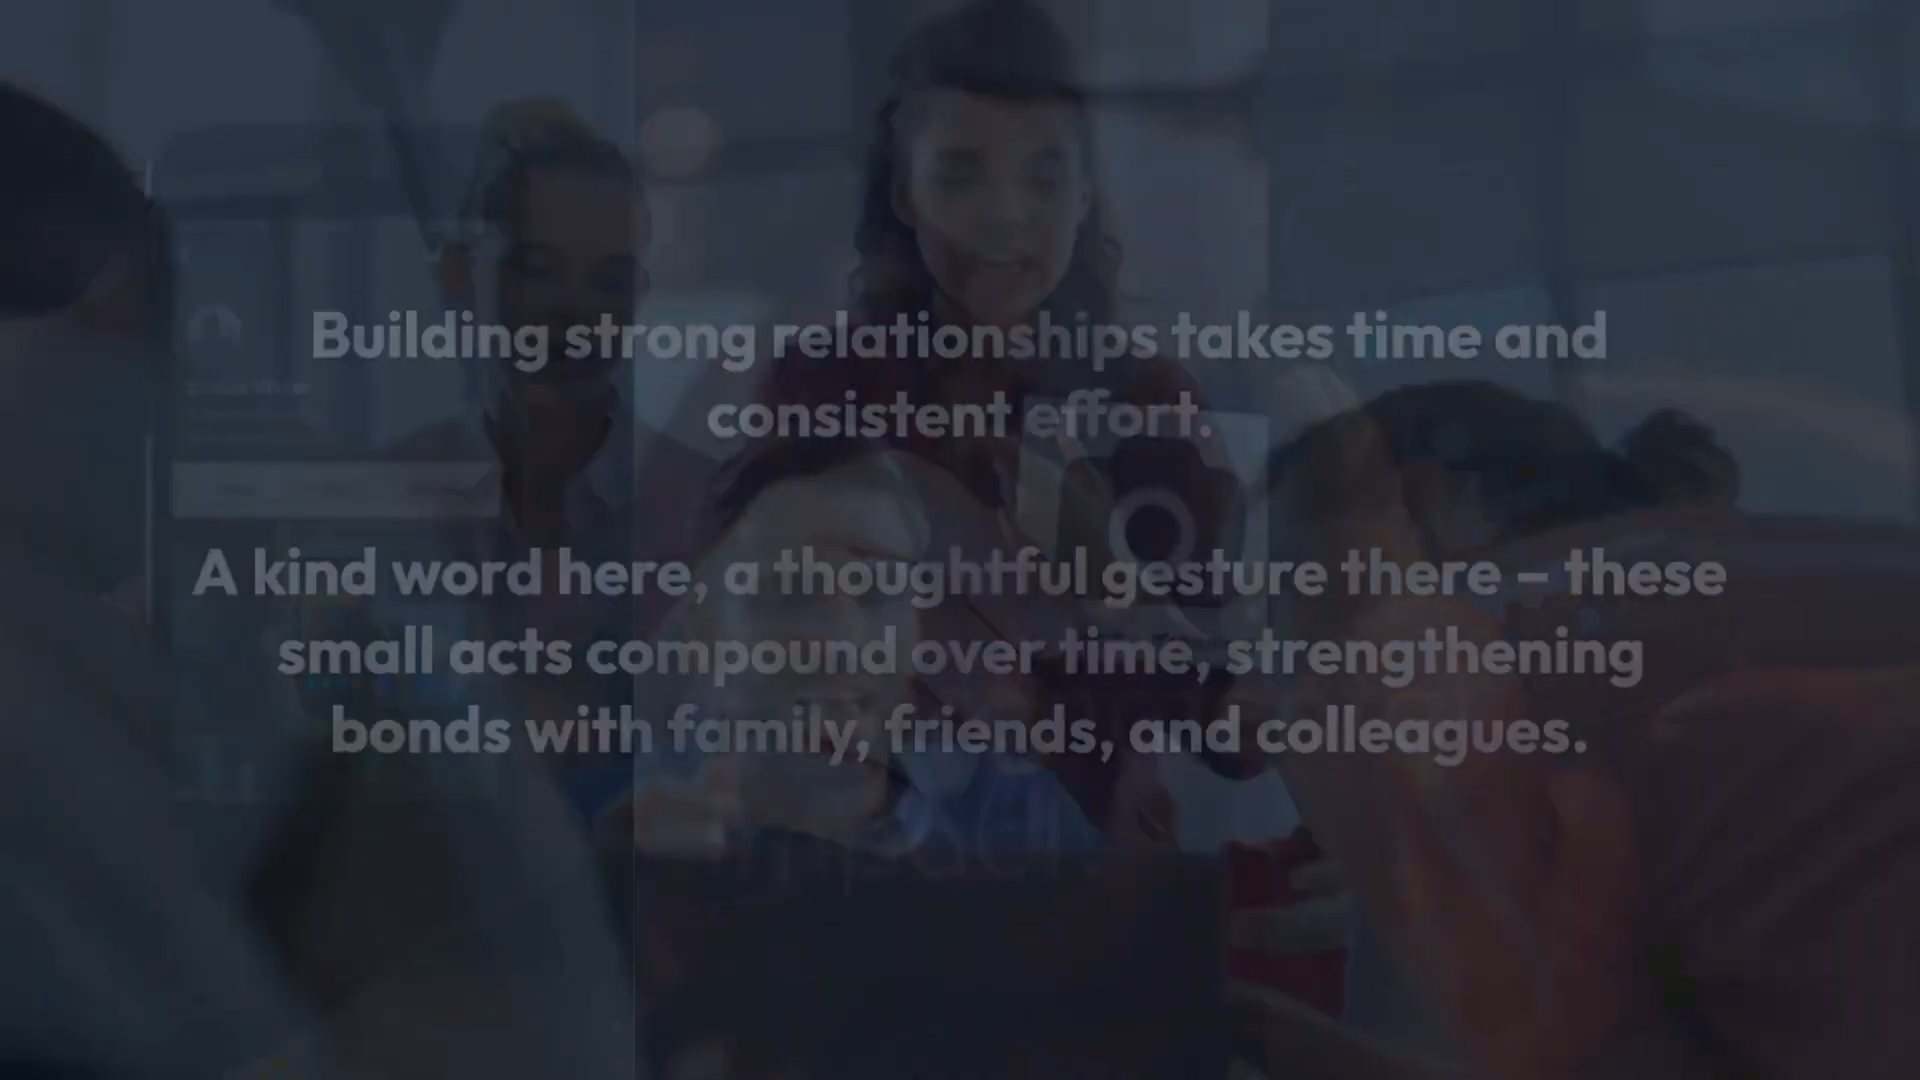 Building strong relationships takes time and
consistent effort.
A kind word here, a thoughtful gesture there – these
small acts compound over time, strengthening
bonds with family, friends, and colleagues.